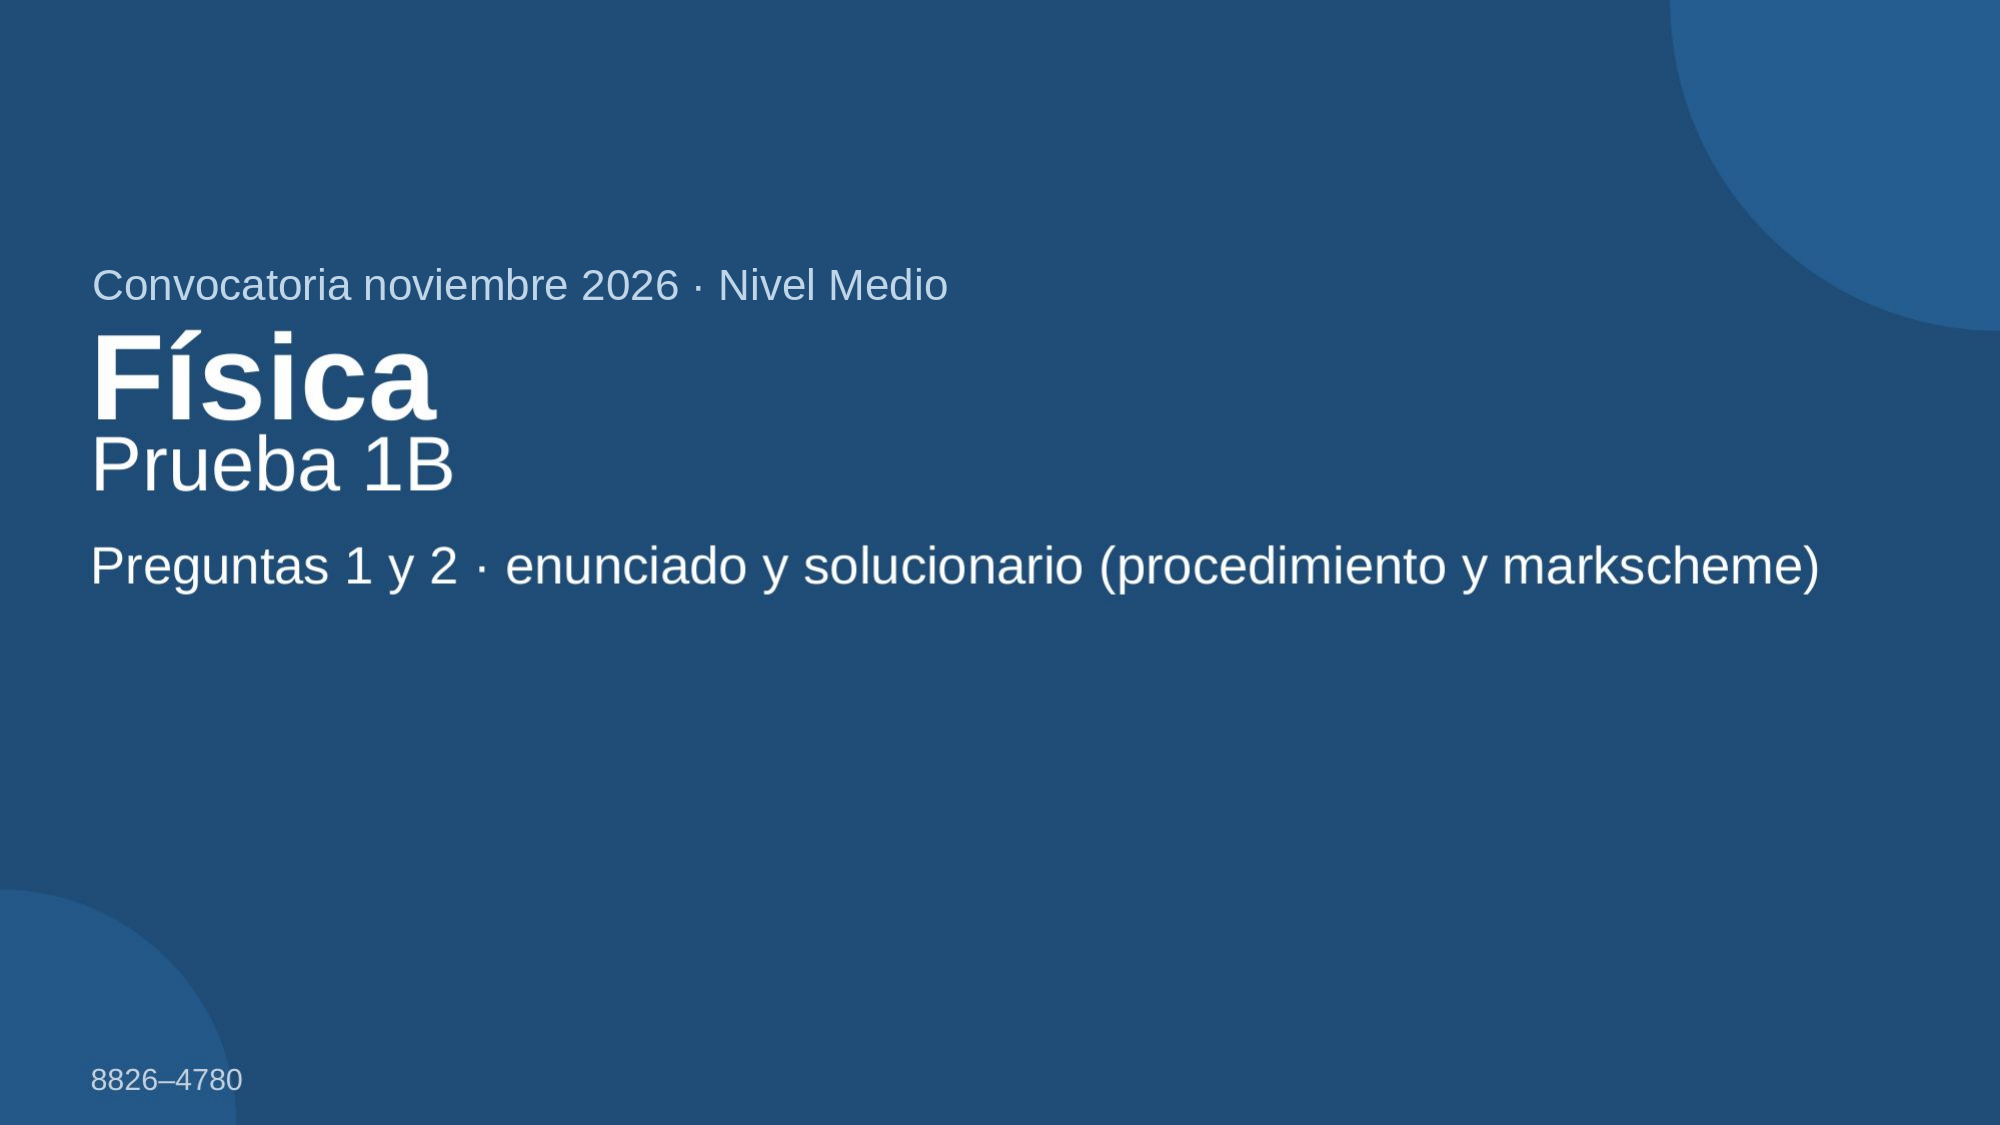 Convocatoria noviembre 2026 · Nivel Medio
Física
Prueba 1B
Preguntas 1 y 2 · enunciado y solucionario (procedimiento y markscheme)
8826–4780